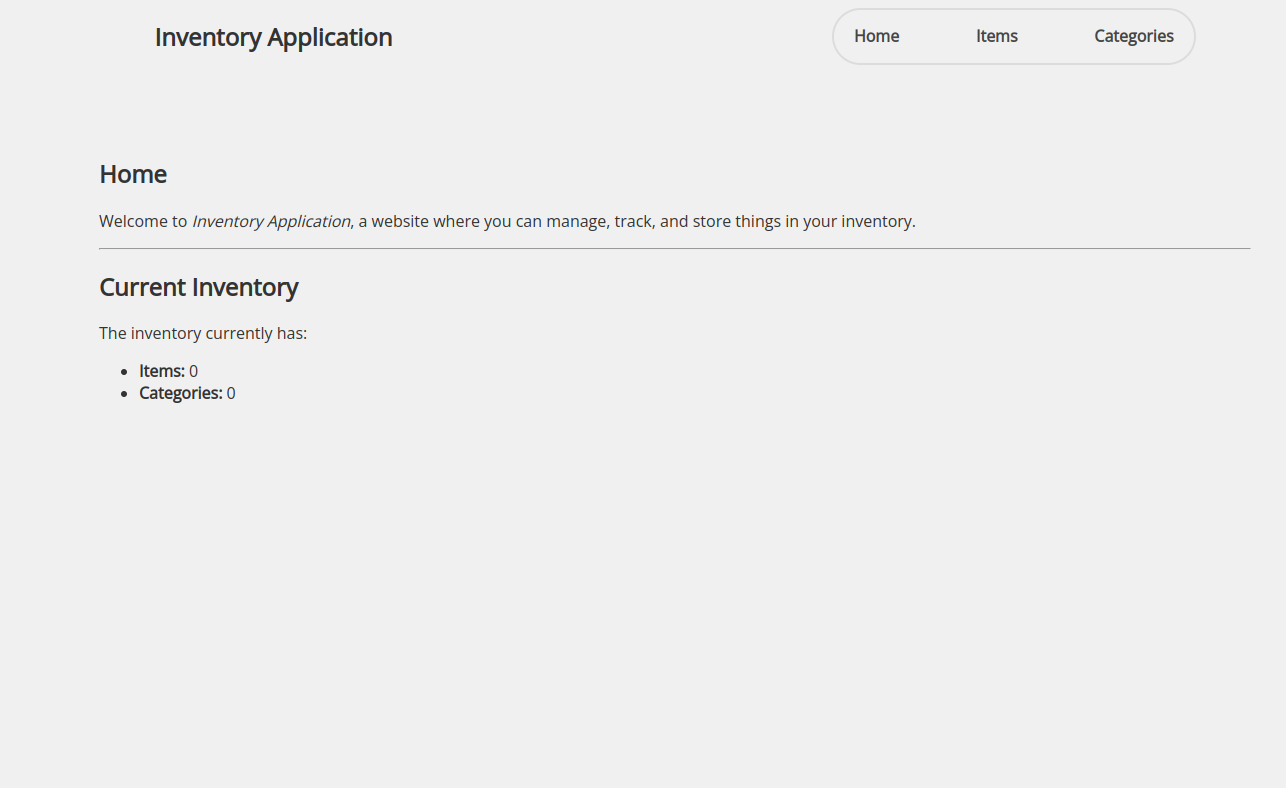 Inventory Application
Home Items Categories
Home
Welcome to Inventory Application, a website where you can manage, track, and store things in your inventory.
Current Inventory
The inventory currently has:
Items: 0
Categories: 0